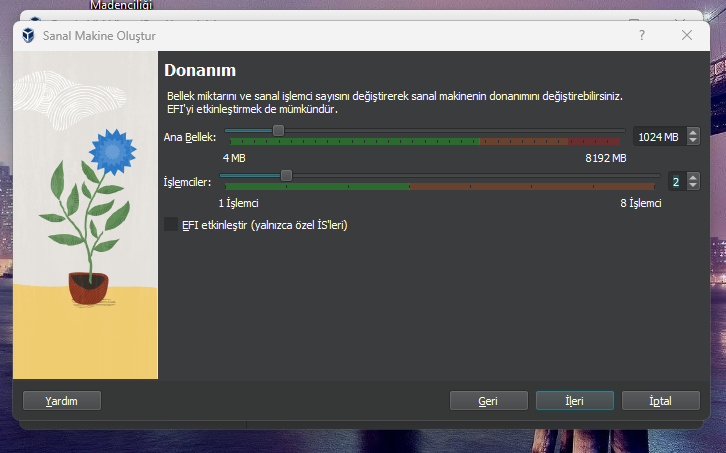 Madenciliği
Sanal Makine Oluştur
?
Donanım
Bellek miktarını ve sanal işlemci sayısını değiştirerek sanal makinenin donanımını değiştirebilirsiniz.
EFI'yi etkinleştirmek de mümkündür.
Ana Bellek:
1024 MB
4 MB
8192 MB
İşlemciler:
2
1 İşlemci
8 İşlemci
EFI etkinleştir (yalnızca özel İS'leri)
Yardım
Geri
İleri
İptal